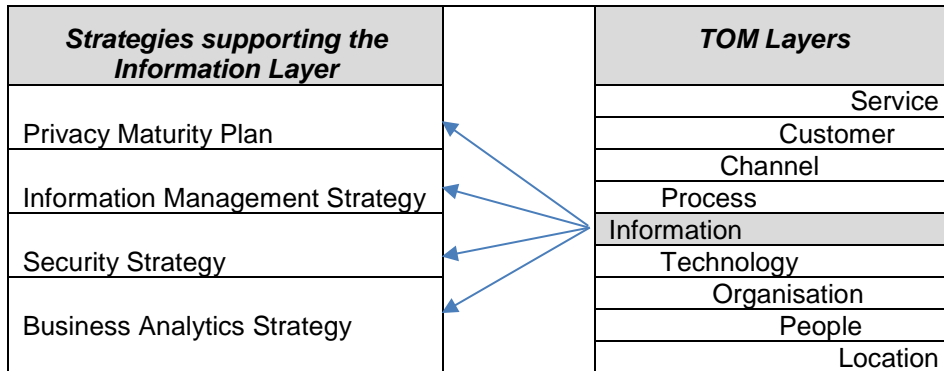 Strategies supporting the
Information Layer
Privacy Maturity Plan
Information Management Strategy
Security Strategy
Business Analytics Strategy
TOM Layers
Service
Customer
Channel
Process
Information
Technology
Organisation
People
Location